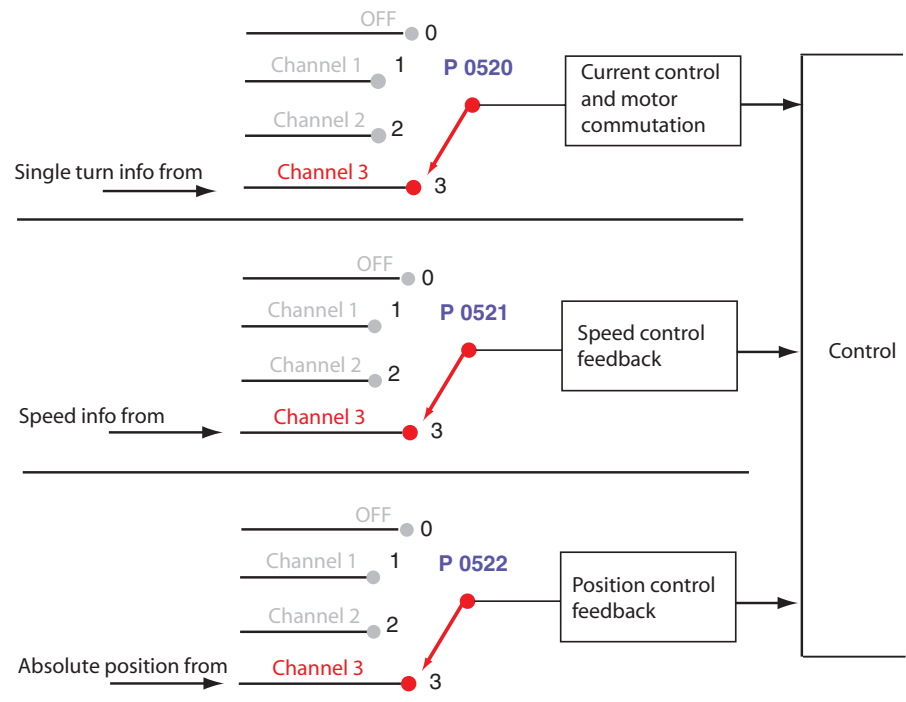 OFF
0
Channel 1
1
P 0520
Channel 2
2
Current control
and motor
commutation
Single turn info from
Channel 3
3
OFF
0
Channel 1
1
P 0521
Channel 2
2
Speed control
feedback
Control
Speed info from
Channel 3
3
OFF
0
Channel 1
1
P 0522
Channel 2
2
Position control
feedback
Absolute position from
Channel 3
3